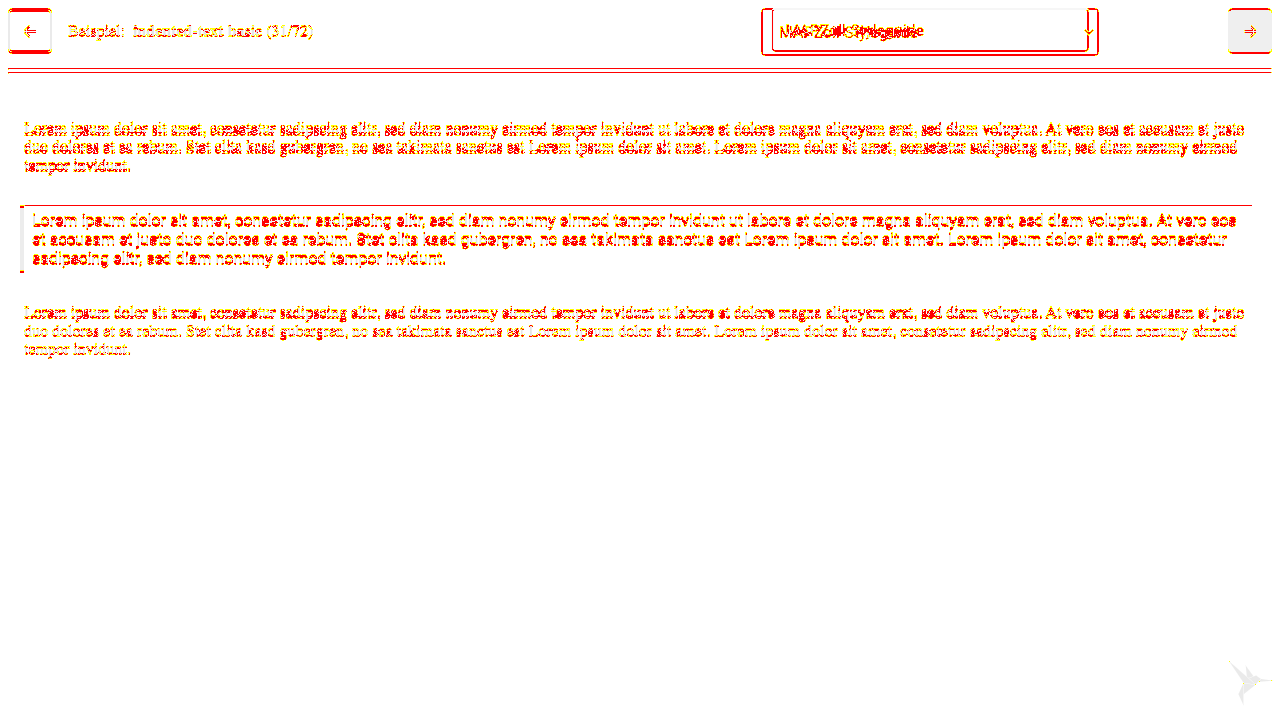 ←
Beispiel: indented-text basic (31/72)
→
Lorem ipsum dolor sit amet, consetetur sadipscing elitr, sed diam nonumy eirmod tempor invidunt ut labore et dolore magna aliquyam erat, sed diam voluptua. At vero eos et accusam et justo
duo dolores et ea rebum. Stet clita kasd gubergren, no sea takimata sanctus est Lorem ipsum dolor sit amet. Lorem ipsum dolor sit amet, consetetur sadipscing elitr, sed diam nonumy eirmod
tempor invidunt.
Lorem ipsum dolor sit amet, consetetur sadipscing elitr, sed diam nonumy eirmod tempor invidunt ut labore et dolore magna aliquyam erat, sed diam voluptua. At vero eos
et accusam et justo duo dolores et ea rebum. Stet clita kasd gubergren, no sea takimata sanctus est Lorem ipsum dolor sit amet. Lorem ipsum dolor sit amet, consetetur
sadipscing elitr, sed diam nonumy eirmod tempor invidunt.
Lorem ipsum dolor sit amet, consetetur sadipscing elitr, sed diam nonumy eirmod tempor invidunt ut labore et dolore magna aliquyam erat, sed diam voluptua. At vero eos et accusam et justo
duo dolores et ea rebum. Stet clita kasd gubergren, no sea takimata sanctus est Lorem ipsum dolor sit amet. Lorem ipsum dolor sit amet, consetetur sadipscing elitr, sed diam nonumy eirmod
tempor invidunt.